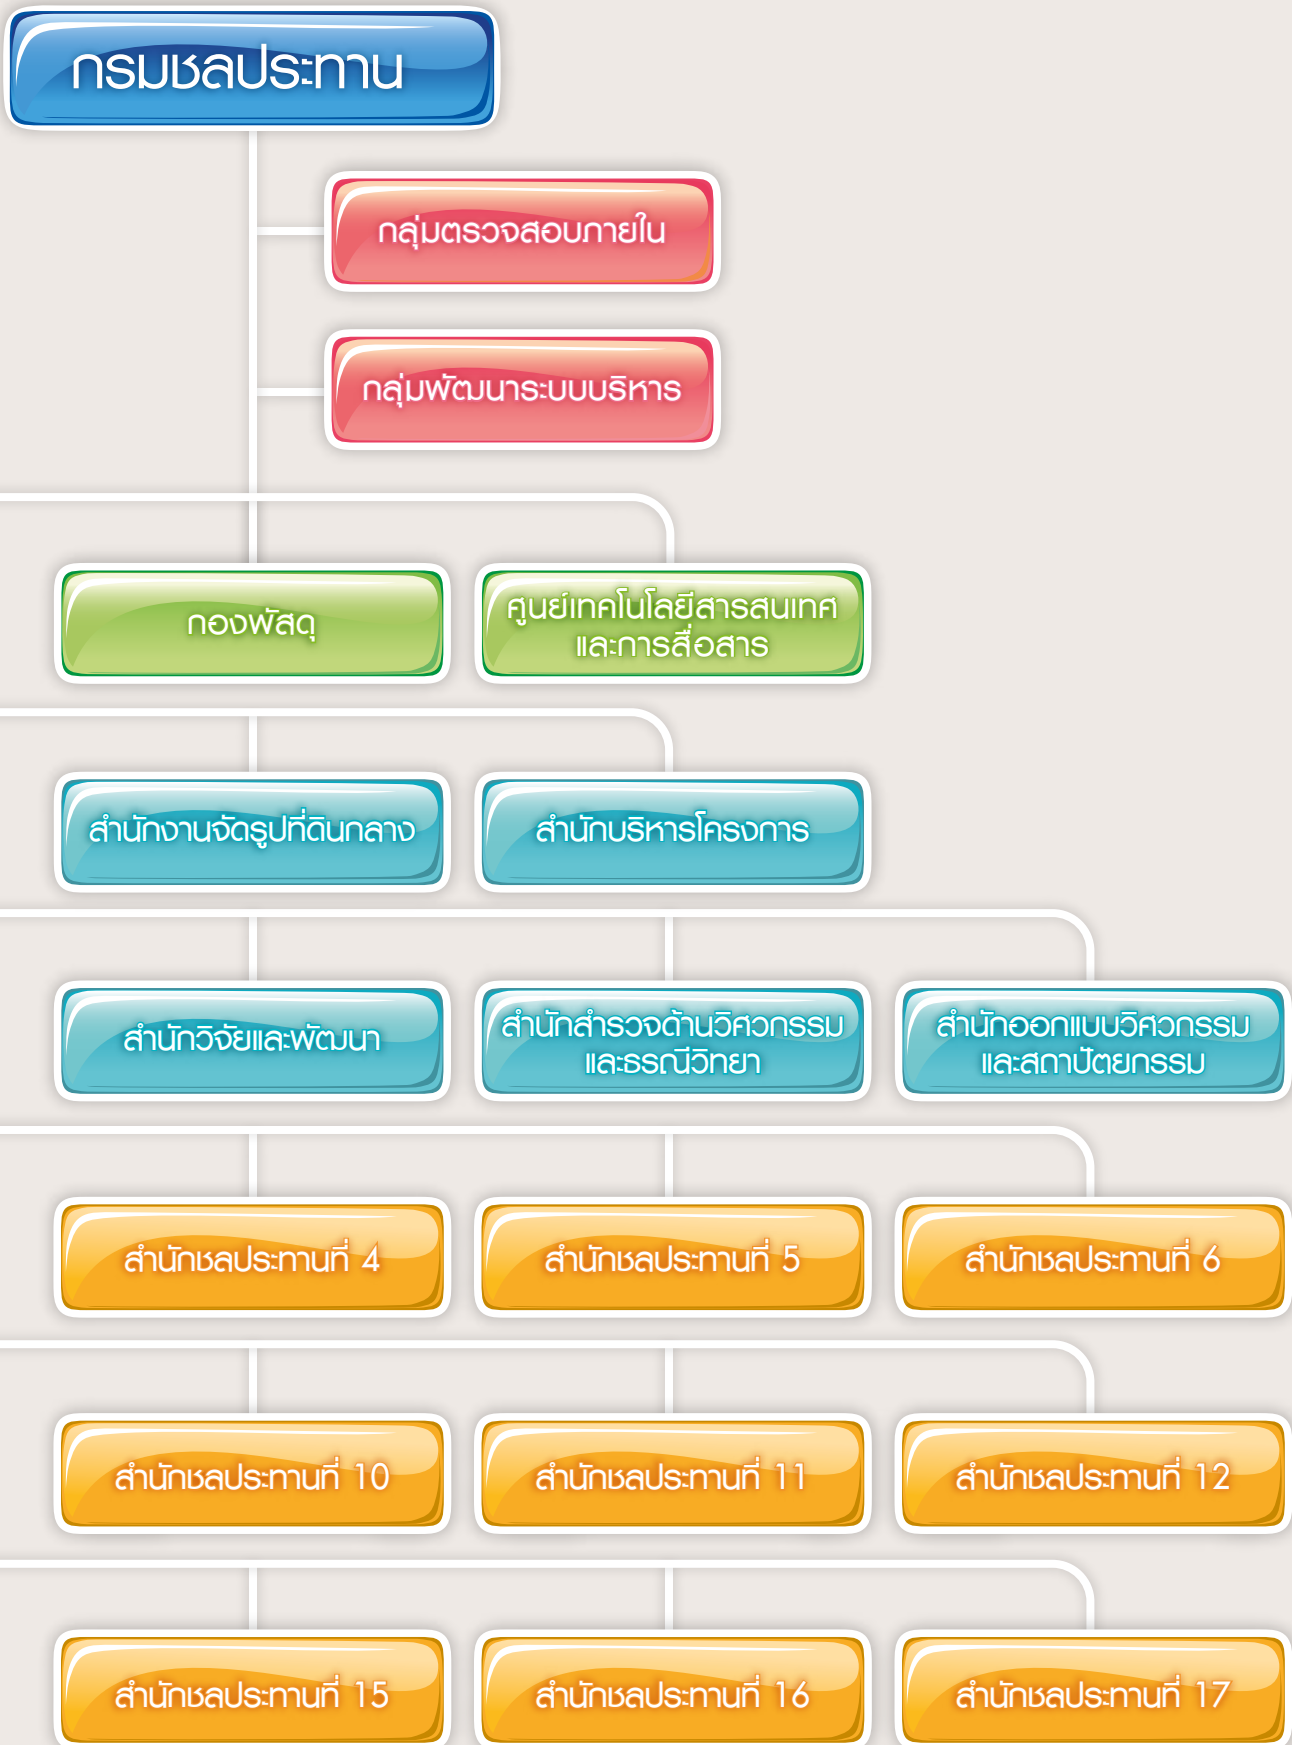 กรมชลประทาน
กลุ่มตรวจสอบภายใน
กลุ่มพัฒนาระบบบริหาร
กองพัสดุ
ศูนย์เทคโนโลยีสารสนเทศ
และการสื่อสาร
สำนักงานจัดรูปที่ดินกลาง
สำนักบริหารโครงการ
สำนักวิจัยและพัฒนา
สำนักสำรวจด้านวิศวกรรม
และธรณีวิทยา
สำนักออกแบบวิศวกรรม
และสถาปัตยกรรม
สำนักชลประทานที่ 4
สำนักชลประทานที่ 5
สำนักชลประทานที่ 6
สำนักชลประทานที่ 10
สำนักชลประทานที่ 11
สำนักชลประทานที่ 12
สำนักชลประทานที่ 15
สำนักชลประทานที่ 16
สำนักชลประทานที่ 17